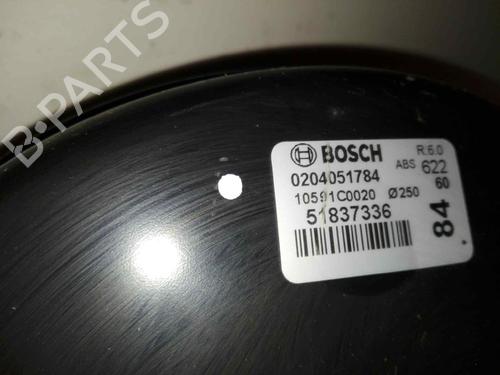 B-PARTS
BOSCH
R.6.0
0204051784
ABS 622
10591C0020 Ø250
60
51837336
84